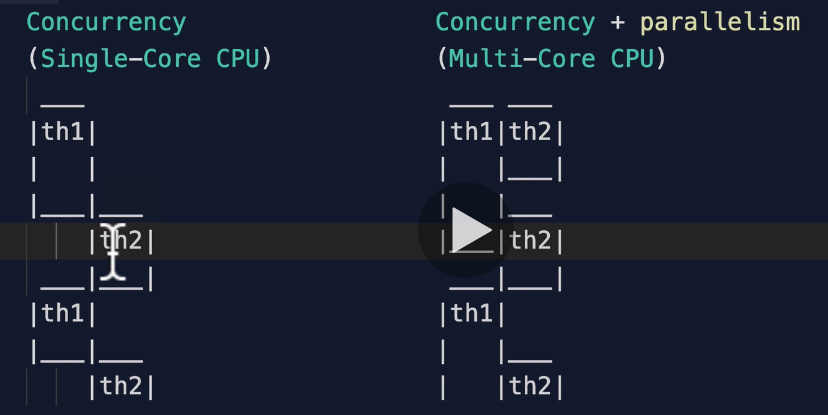 Concurrency                 Concurrency + parallelism
(Single-Core CPU)           (Multi-Core CPU)
 ___                         ___ ___
|th1|                       |th1|th2|
|   |                       |   |___|
|___|___                    |   |___
    |th2|                   |___|th2|
 ___|___|                    ___|___|
|th1|                       |th1|
|___|___                    |   |___
    |th2|                   |   |th2|